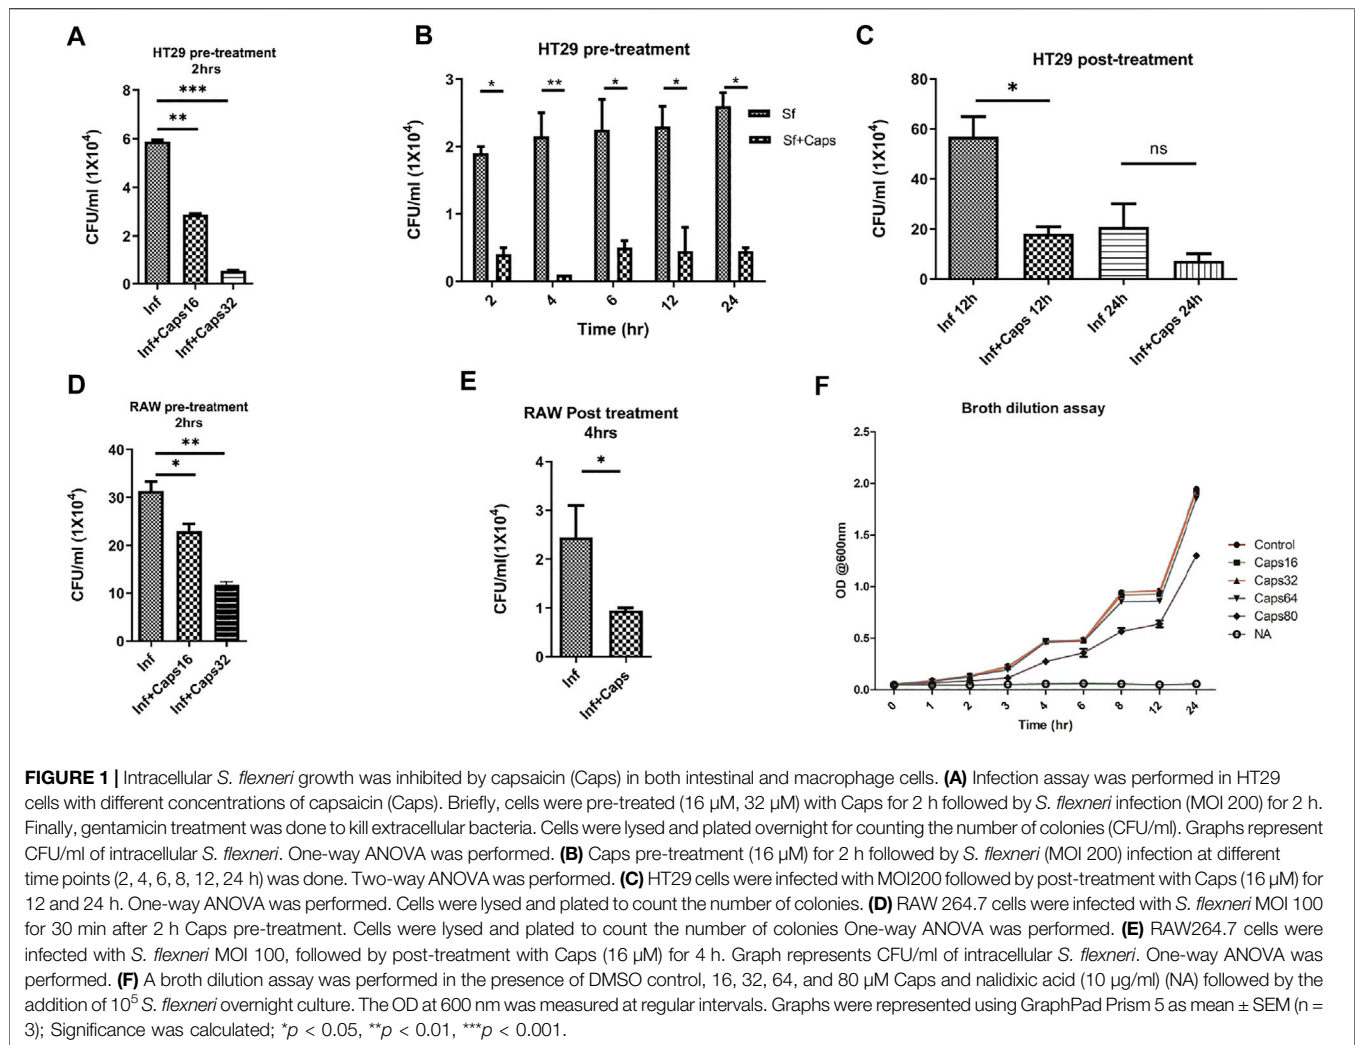 A
HT29 pre-treatment
2hrs
***
**
8
6
4
2
0
CFU/ml (1X10⁴)
Inf
Inf+Caps16
Inf+Caps32
B
HT29 pre-treatment
* ** * * *
3
2
1
0
CFU/ml (1X10⁴)
2 4 6 12 24
Time (hr)
Sf
Sf+Caps
C
HT29 post-treatment
*
ns
80
60
40
20
0
CFU/ml (1X10⁴)
Inf 12h
Inf+Caps 12h
Inf 24h
Inf+Caps 24h
D
RAW pre-treatment
2hrs
**
*
40
30
20
10
0
CFU/ml (1X10⁴)
Inf
Inf+Caps16
Inf+Caps32
E
RAW Post treatment
4hrs
*
4
3
2
1
0
CFU/ml(1X10⁴)
Inf
Inf+Caps
F
Broth dilution assay
2.5
2.0
1.5
1.0
0.5
0.0
OD @600nm
0 1 2 3 4 6 8 12 24
Time (hr)
Control
Caps16
Caps32
Caps64
Caps80
NA
FIGURE 1 | Intracellular S. flexneri growth was inhibited by capsaicin (Caps) in both intestinal and macrophage cells. (A) Infection assay was performed in HT29
cells with different concentrations of capsaicin (Caps). Briefly, cells were pre-treated (16 µM, 32 µM) with Caps for 2 h followed by S. flexneri infection (MOI 200) for 2 h.
Finally, gentamicin treatment was done to kill extracellular bacteria. Cells were lysed and plated overnight for counting the number of colonies (CFU/ml). Graphs represent
CFU/ml of intracellular S. flexneri. One-way ANOVA was performed. (B) Caps pre-treatment (16 µM) for 2 h followed by S. flexneri (MOI 200) infection at different
time points (2, 4, 6, 8, 12, 24 h) was done. Two-way ANOVA was performed. (C) HT29 cells were infected with MOI200 followed by post-treatment with Caps (16 µM) for
12 and 24 h. One-way ANOVA was performed. Cells were lysed and plated to count the number of colonies. (D) RAW 264.7 cells were infected with S. flexneri MOI 100
for 30 min after 2 h Caps pre-treatment. Cells were lysed and plated to count the number of colonies One-way ANOVA was performed. (E) RAW264.7 cells were
infected with S. flexneri MOI 100, followed by post-treatment with Caps (16 µM) for 4 h. Graph represents CFU/ml of intracellular S. flexneri. One-way ANOVA was
performed. (F) A broth dilution assay was performed in the presence of DMSO control, 16, 32, 64, and 80 µM Caps and nalidixic acid (10 µg/ml) (NA) followed by the
addition of 10⁵ S. flexneri overnight culture. The OD at 600 nm was measured at regular intervals. Graphs were represented using GraphPad Prism 5 as mean ± SEM (n =
3); Significance was calculated; *p < 0.05, **p < 0.01, ***p < 0.001.